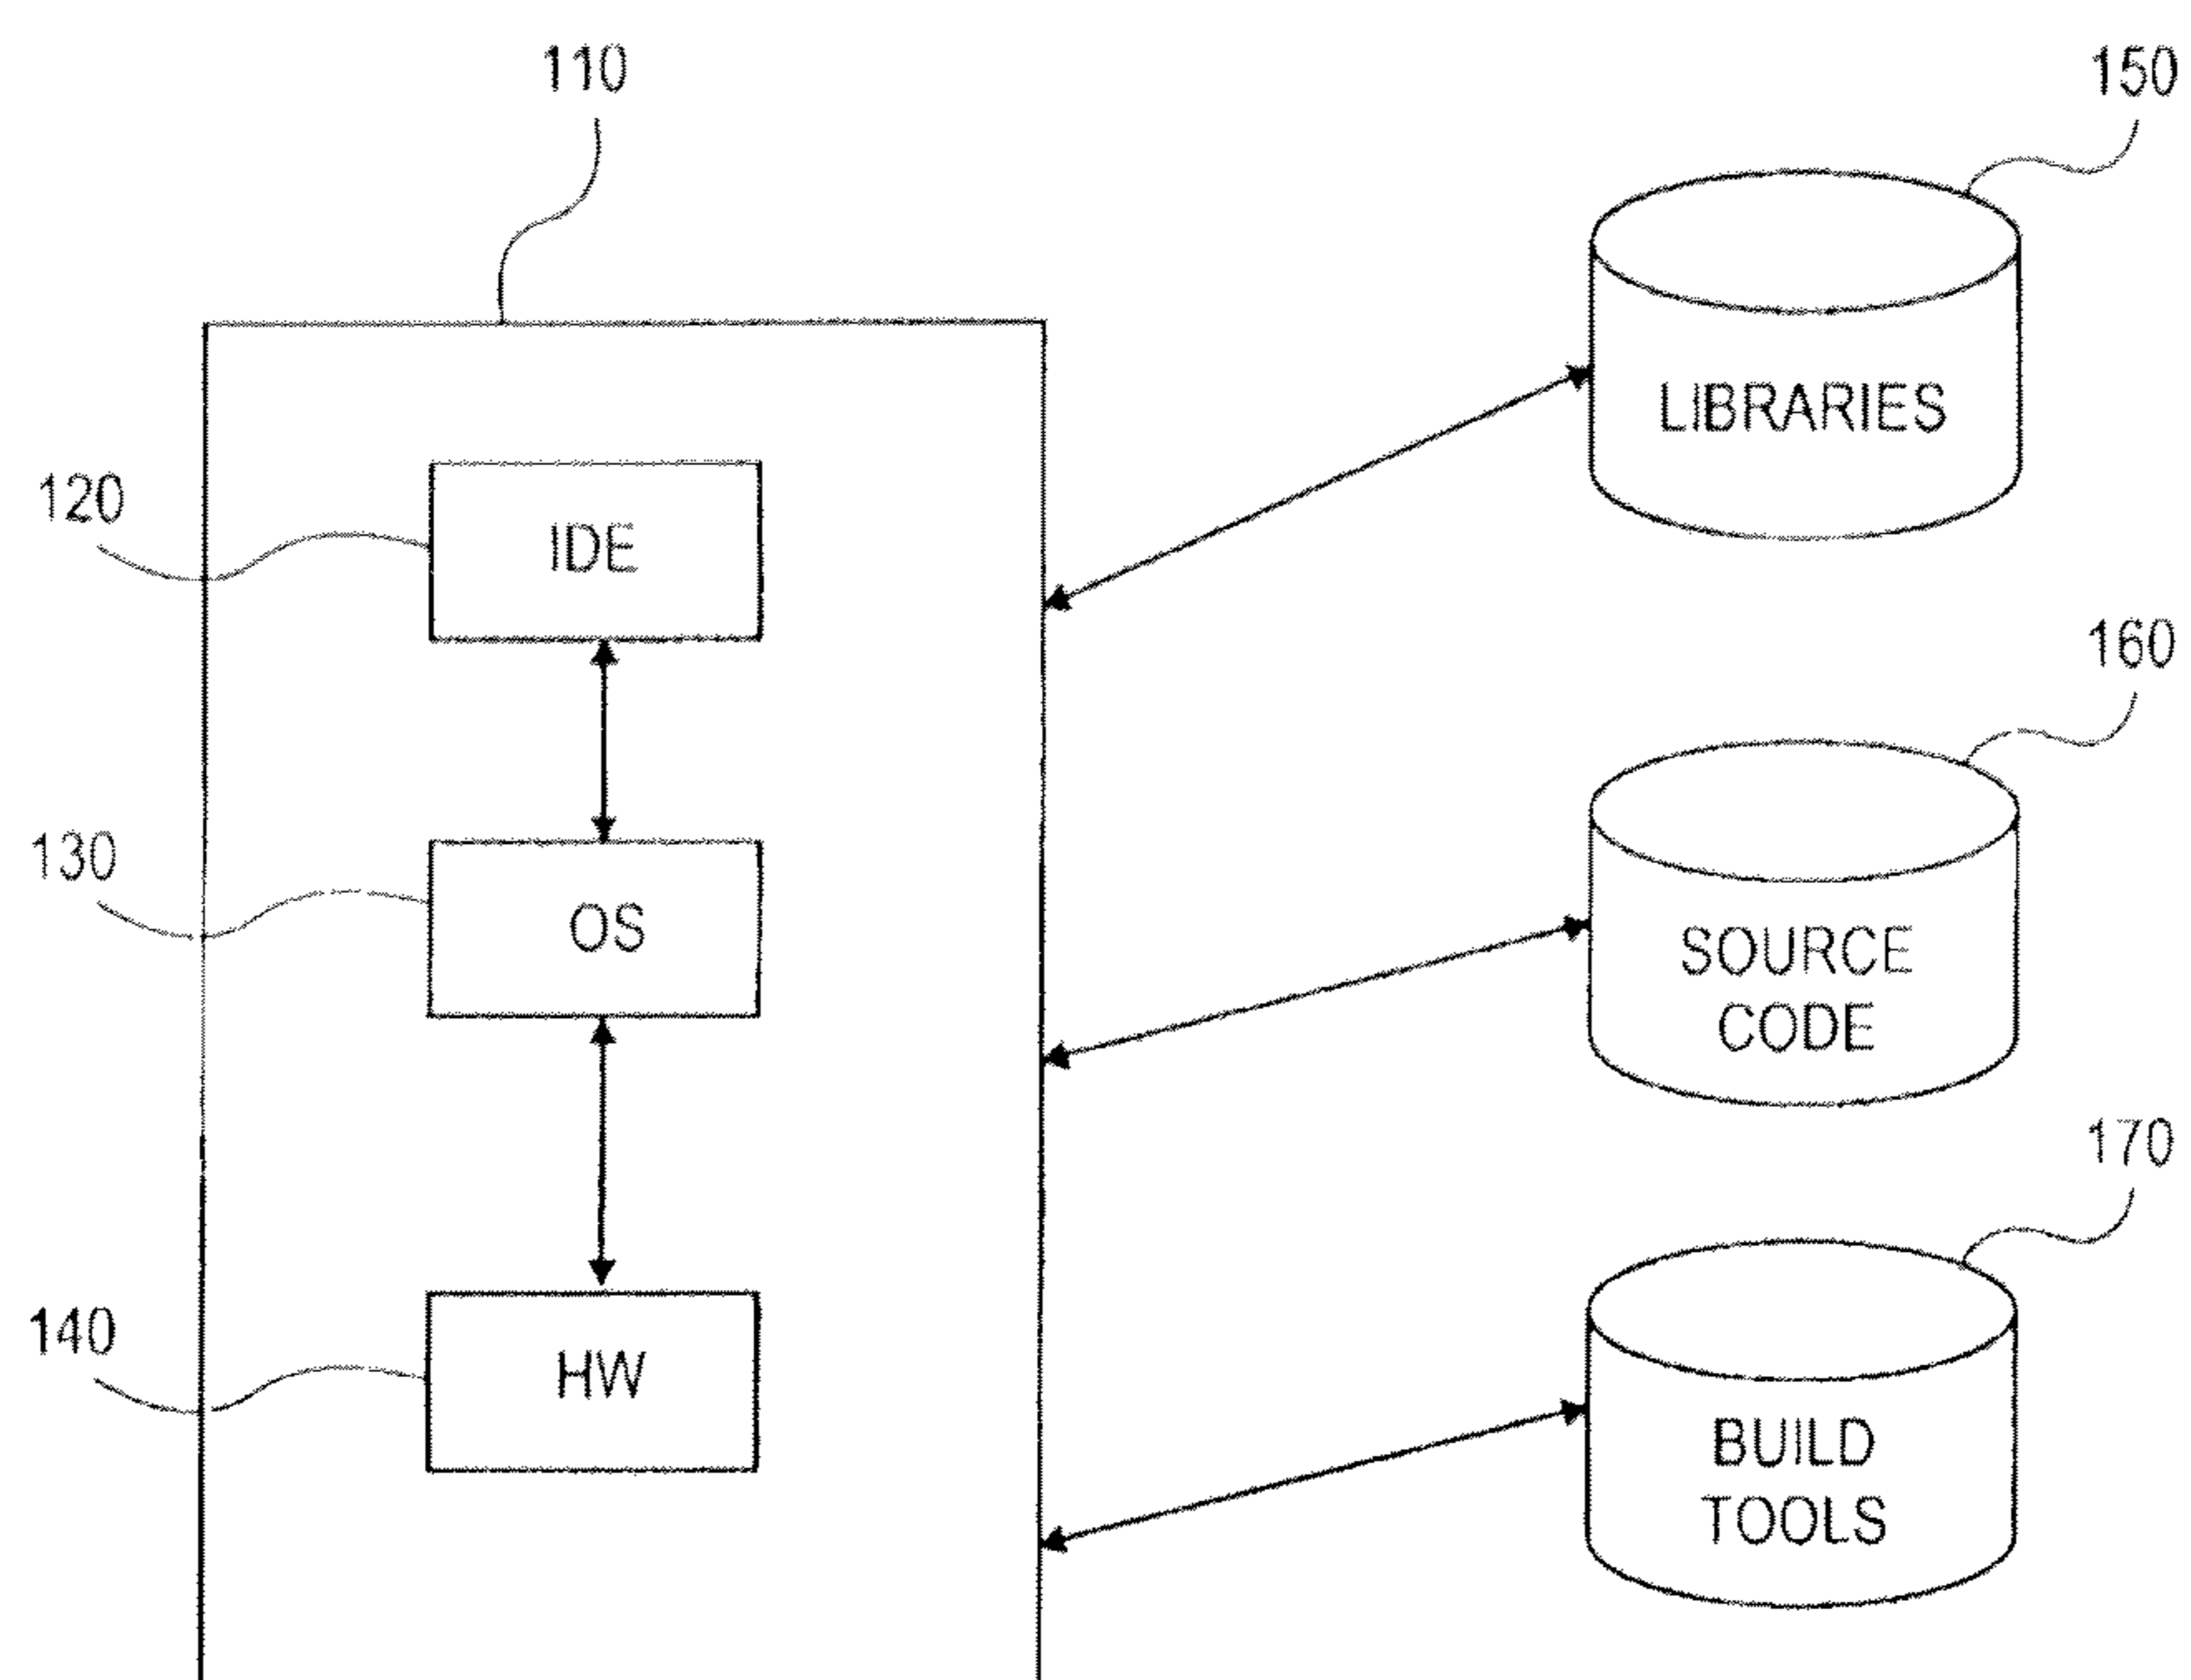 110
150
LIBRARIES
120
IDE
160
130
OS
SOURCE
CODE
170
140
HW
BUILD
TOOLS